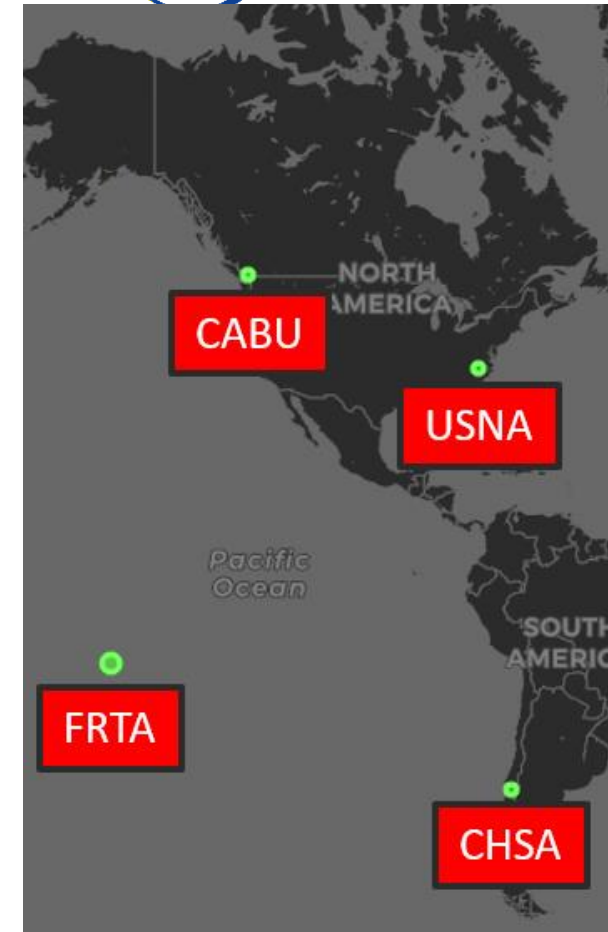 NORTH
AMERICA
CABU
USNA
Pacific
Ocean
SOUTH
AMERIC
FRTA
CHSA